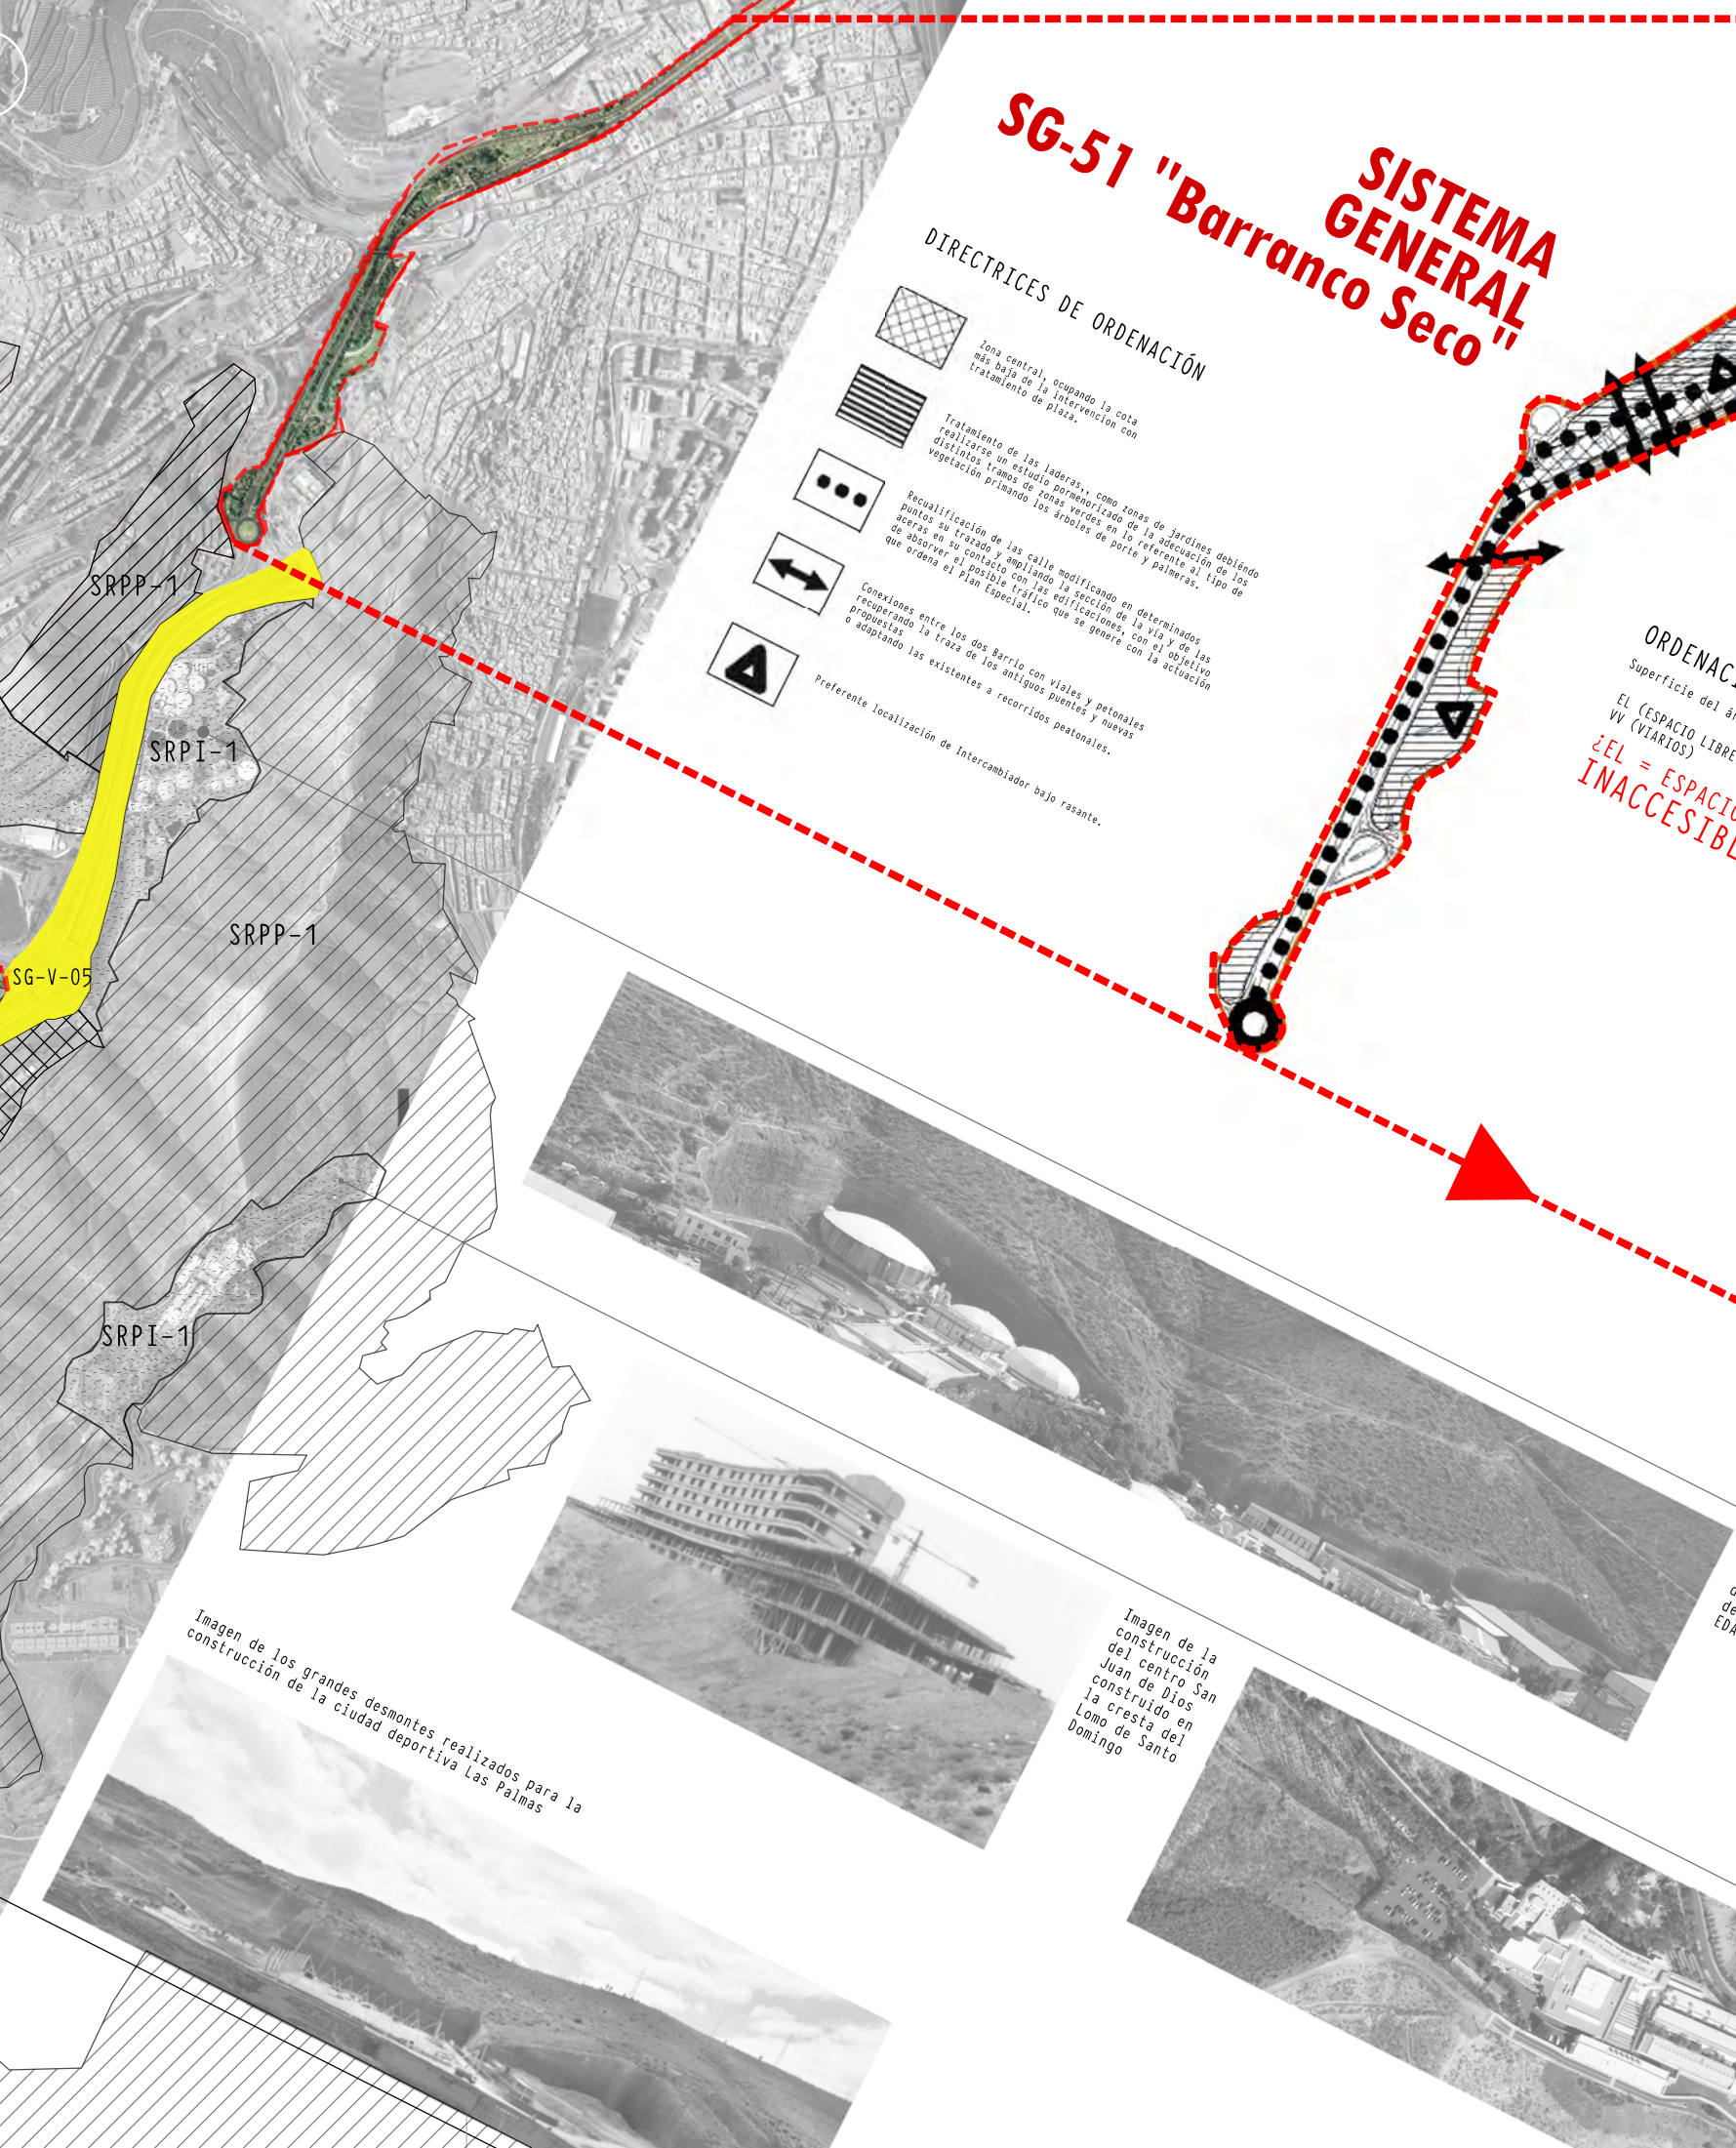 SISTEMA
GENERAL
SG-51 "Barranco Seco"
DIRECTRICES DE ORDENACIÓN
Zona central, ocupando la cota
más baja de la intervencion con
tratamiento de plaza.
Tratamiento de las laderas,, como zonas de jardines debiéndo
realizarse un estudio pormenorizado de la adecuación de los
distintos tramos de zonas verdes en lo referente al tipo de
vegetación primando los árboles de porte y palmeras.
Recualificación de las calle modificando en determinados
puntos su trazado y ampliando la sección de la vía y de las
aceras en su contacto con las edificaciones, con el objetivo
de absorver el posible tráfico que se genere con la actuación
que ordena el Plan Especial.
Conexiones entre los dos Barrio con viales y petonales
recuperando la traza de los antiguos puentes y nuevas
propuestas
o adaptando las existentes a recorridos peatonales.
Preferente localización de Intercambiador bajo rasante.
ORDENACI
Superficie del á
EL (ESPACIO LIBRE
VV (VIARIOS)
¿EL = ESPACIO
INACCESIBL
SRPP-1
SRPI-1
SRPP-1
SG-V-05
SRPI-1
Imagen de los grandes desmontes realizados para la
construcción de la ciudad deportiva Las Palmas
Imagen de la
construcción
del centro San
Juan de Dios
construido en
la cresta del
Lomo de Santo
Domingo
d
de
EDA